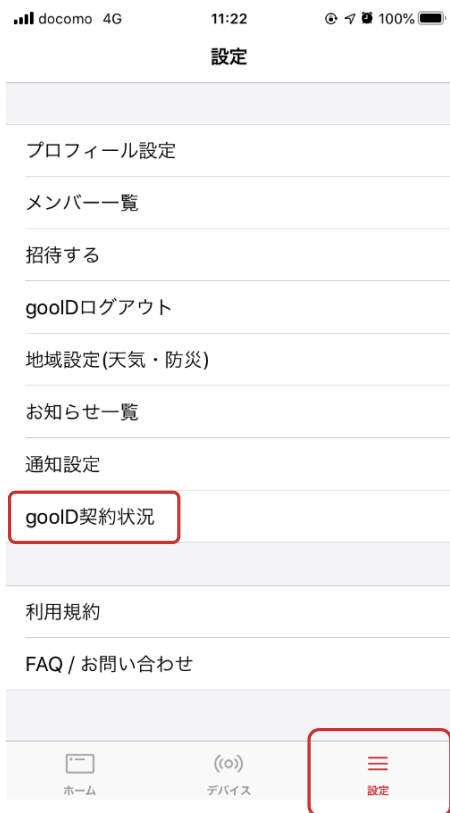 docomo 4G 11:22 100%
設定
プロフィール設定
メンバー一覧
招待する
gooIDログアウト
地域設定(天気・防災)
お知らせ一覧
通知設定
gooID契約状況
利用規約
FAQ / お問い合わせ
ホーム デバイス 設定